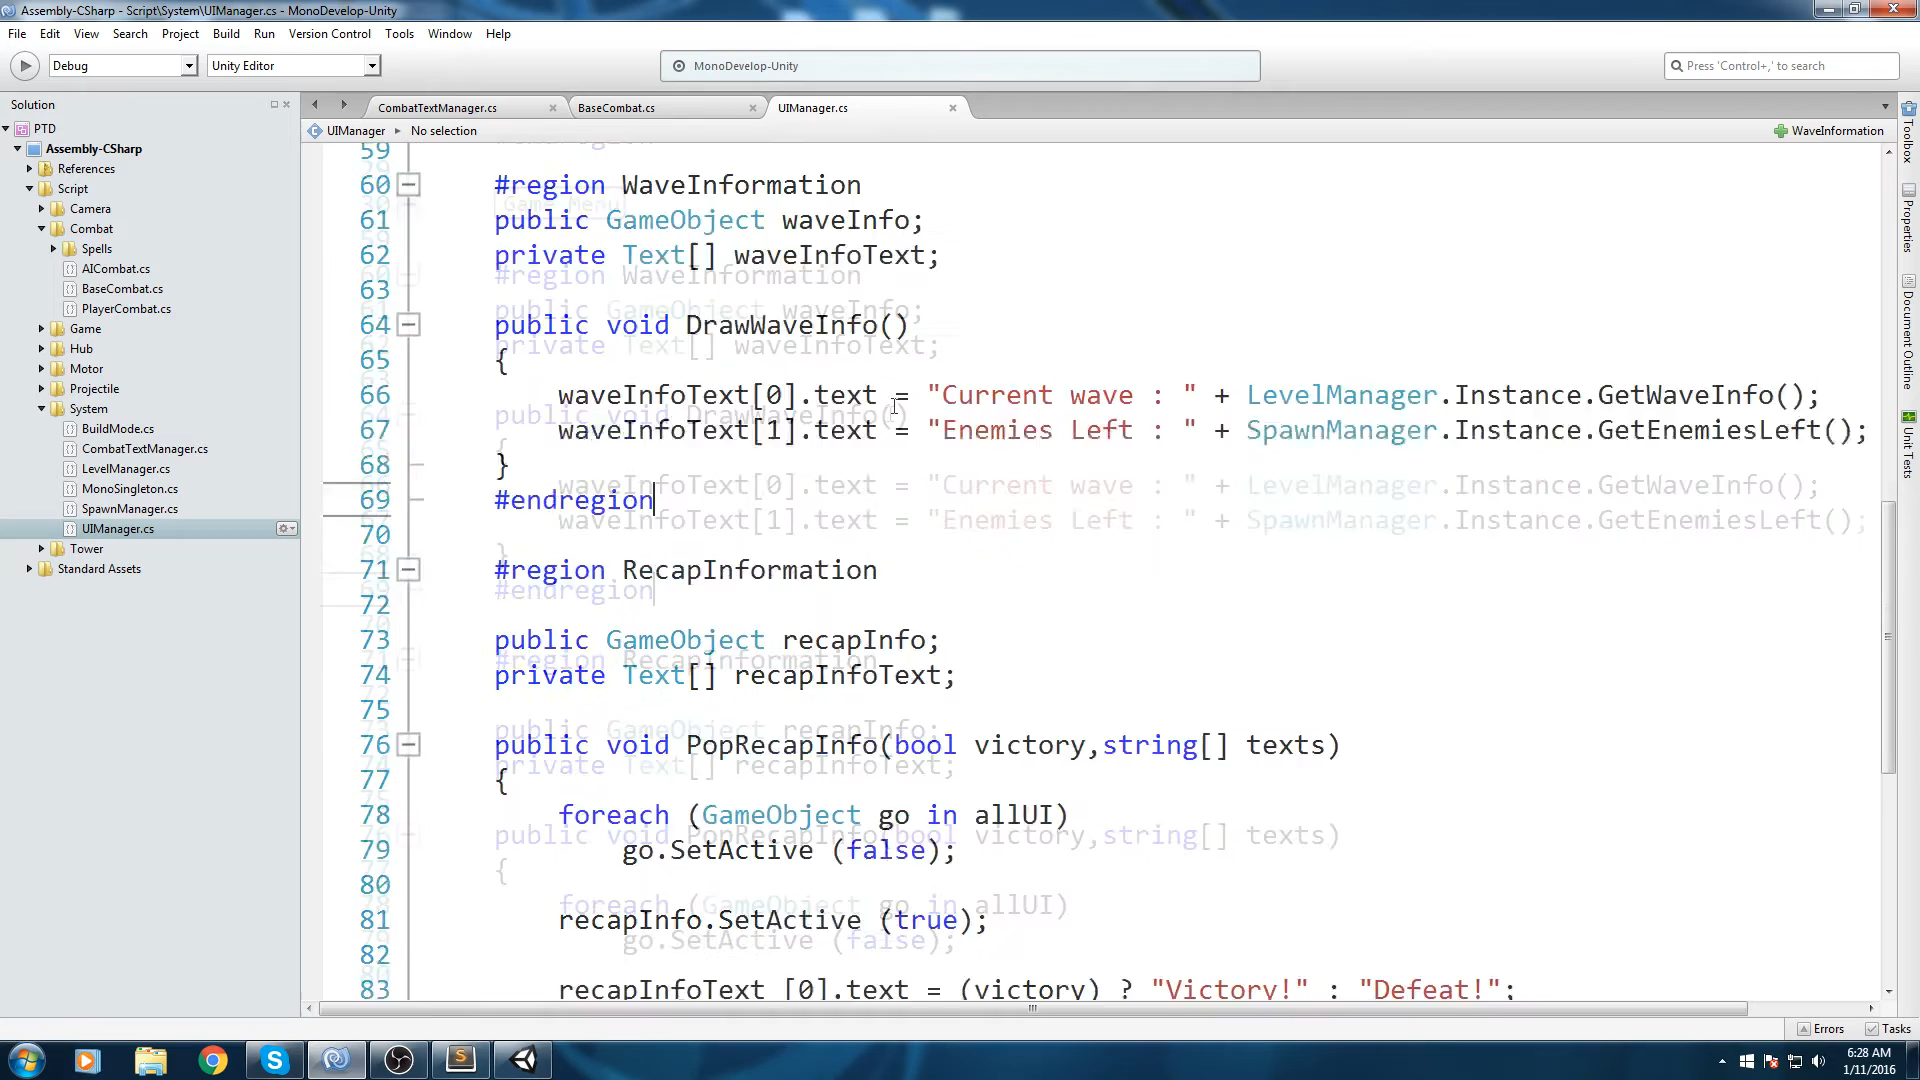 Assembly-CSharp - Script\System\UIManager.cs - MonoDevelop-Unity
File Edit View Search Project Build Run Version Control Tools Window Help
Debug Unity Editor MonoDevelop-Unity Press 'Control+,' to search
Solution
PTD
Assembly-CSharp
References
Script
Camera
Combat
Spells
AICombat.cs
BaseCombat.cs
PlayerCombat.cs
Game
Hub
Motor
Projectile
System
BuildMode.cs
CombatTextManager.cs
LevelManager.cs
MonoSingleton.cs
SpawnManager.cs
UIManager.cs
Tower
Standard Assets
CombatTextManager.cs BaseCombat.cs UIManager.cs
UIManager No selection WaveInformation
59
60 #region WaveInformation
61 public GameObject waveInfo;
62 private Text[] waveInfoText;
63
64 public void DrawWaveInfo()
65 {
66 waveInfoText[0].text = "Current wave : " + LevelManager.Instance.GetWaveInfo();
67 waveInfoText[1].text = "Enemies Left : " + SpawnManager.Instance.GetEnemiesLeft();
68 }
69 #endregion
70
71 #region RecapInformation
72
73 public GameObject recapInfo;
74 private Text[] recapInfoText;
75
76 public void PopRecapInfo(bool victory,string[] texts)
77 {
78 foreach (GameObject go in allUI)
79 go.SetActive (false);
80
81 recapInfo.SetActive (true);
82
83 recapInfoText [0].text = (victory) ? "Victory!" : "Defeat!";
Toolbox
Properties
Document Outline
Unit Tests
Errors Tasks
6:28 AM
1/11/2016